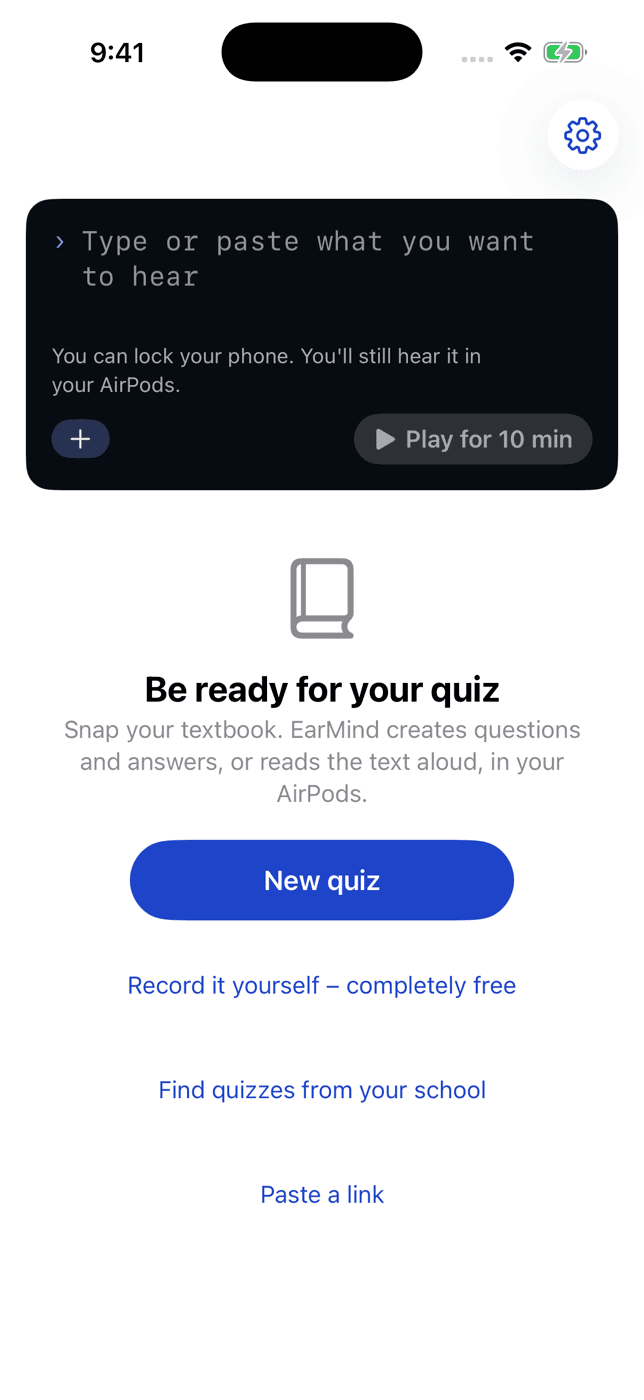 9:41
› Type or paste what you want
to hear
You can lock your phone. You'll still hear it in
your AirPods.
Play for 10 min
Be ready for your quiz
Snap your textbook. EarMind creates questions
and answers, or reads the text aloud, in your
AirPods.
New quiz
Record it yourself – completely free
Find quizzes from your school
Paste a link